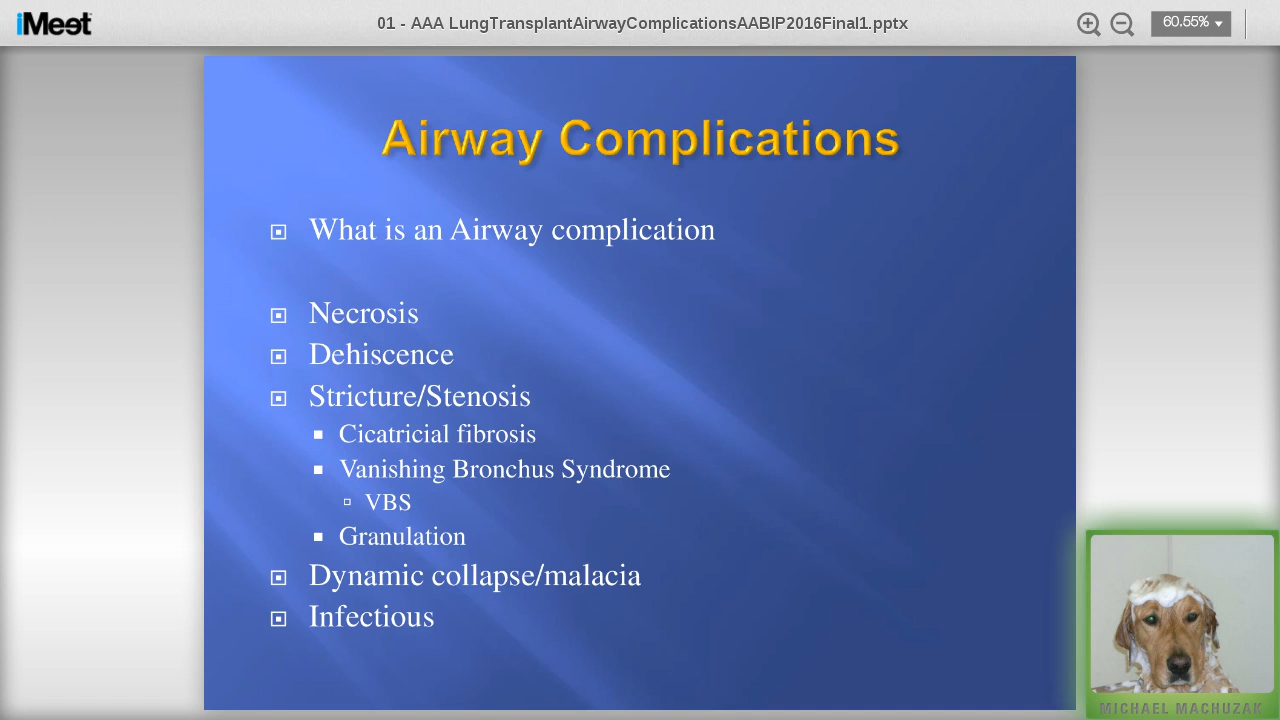 iMeet
01 - AAA LungTransplantAirwayComplicationsAABIP2016Final1.pptx
60.55%
Airway Complications
What is an Airway complication
Necrosis
Dehiscence
Stricture/Stenosis
Cicatricial fibrosis
Vanishing Bronchus Syndrome
VBS
Granulation
Dynamic collapse/malacia
Infectious
MICHAEL MACHUZAK